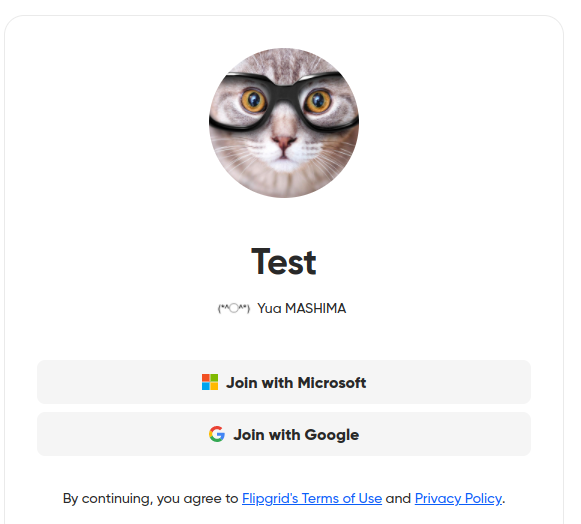 Test
(*^◯^*) Yua MASHIMA
Join with Microsoft
Join with Google
By continuing, you agree to Flipgrid's Terms of Use and Privacy Policy.